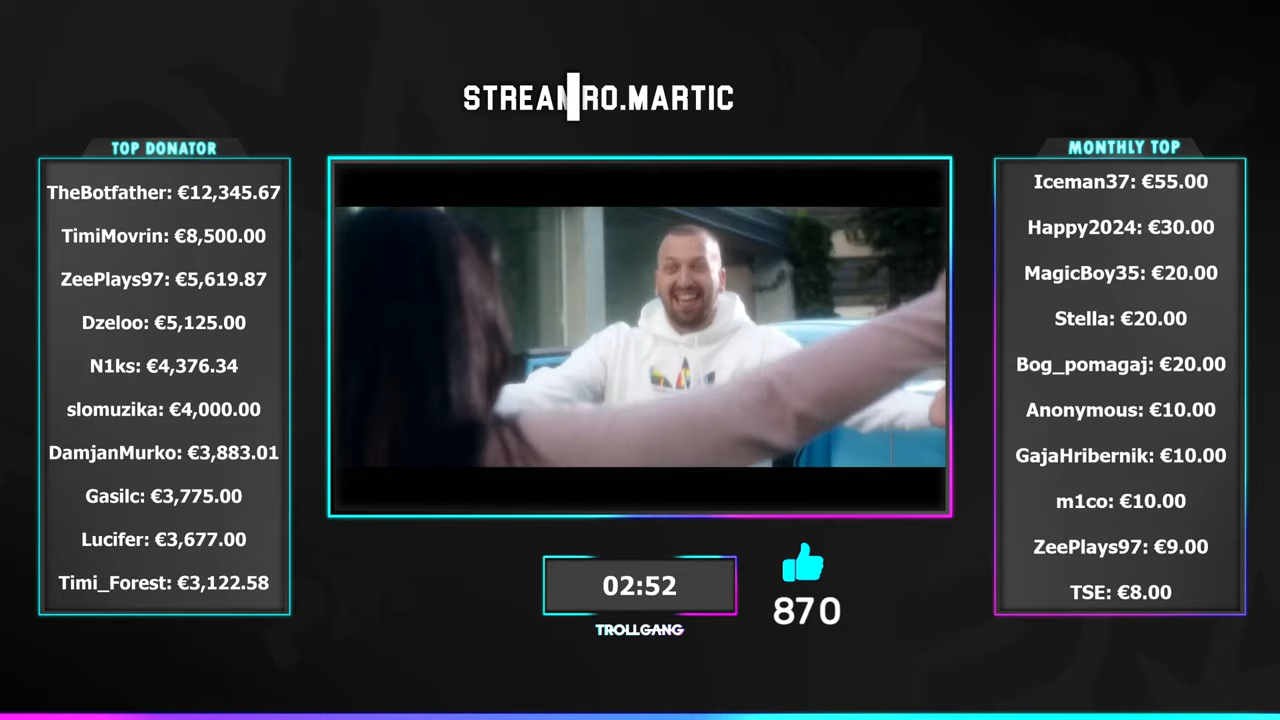 STREAM RO.MARTIC
TOP DONATOR
TheBotfather: €12,345.67
TimiMovrin: €8,500.00
ZeePlays97: €5,619.87
Dzeloo: €5,125.00
N1ks: €4,376.34
slomuzika: €4,000.00
DamjanMurko: €3,883.01
Gasilc: €3,775.00
Lucifer: €3,677.00
Timi_Forest: €3,122.58
02:52
TROLLGANG
870
MONTHLY TOP
Iceman37: €55.00
Happy2024: €30.00
MagicBoy35: €20.00
Stella: €20.00
Bog_pomagaj: €20.00
Anonymous: €10.00
GajaHribernik: €10.00
m1co: €10.00
ZeePlays97: €9.00
TSE: €8.00